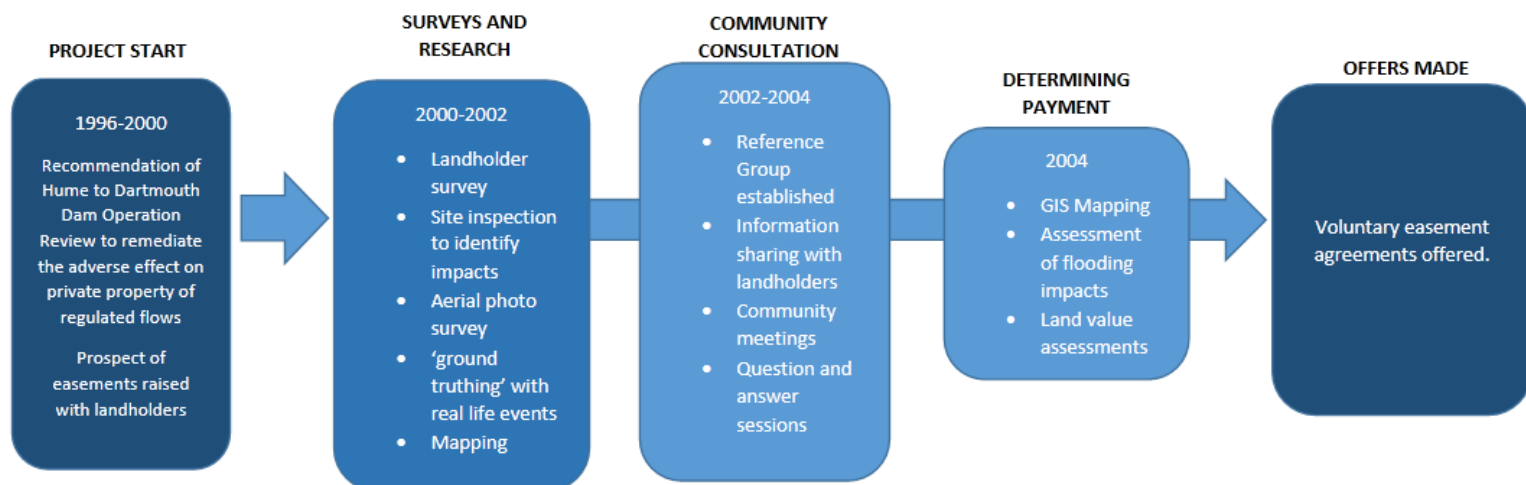 PROJECT START
1996-2000
Recommendation of
Hume to Dartmouth
Dam Operation
Review to remediate
the adverse effect on
private property of
regulated flows
Prospect of
easements raised
with landholders
SURVEYS AND
RESEARCH
2000-2002
• Landholder
survey
• Site inspection
to identify
impacts
• Aerial photo
survey
• ‘ground
truthing’ with
real life events
• Mapping
COMMUNITY
CONSULTATION
2002-2004
• Reference
Group
established
• Information
sharing with
landholders
• Community
meetings
• Question and
answer
sessions
DETERMINING
PAYMENT
2004
• GIS Mapping
• Assessment
of flooding
impacts
• Land value
assessments
OFFERS MADE
Voluntary easement
agreements offered.